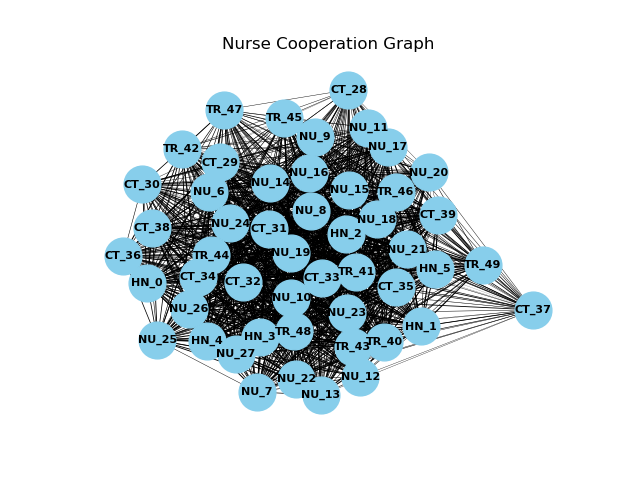 Nurse Cooperation Graph
CT_28
TR_47
TR_45
NU_11
NU_9
NU_17
TR_42
CT_29
NU_16
NU_20
NU_14
CT_30
NU_15
TR_46
NU_6
NU_8
CT_39
NU_18
NU_24
CT_38
CT_31
HN_2
NU_21
NU_19
TR_44
CT_36
TR_49
HN_5
TR_41
CT_34
CT_33
HN_0
CT_32
CT_35
NU_10
NU_26
CT_37
NU_23
HN_1
TR_48
HN_3
NU_25
HN_4
TR_40
TR_43
NU_27
NU_12
NU_22
NU_7
NU_13